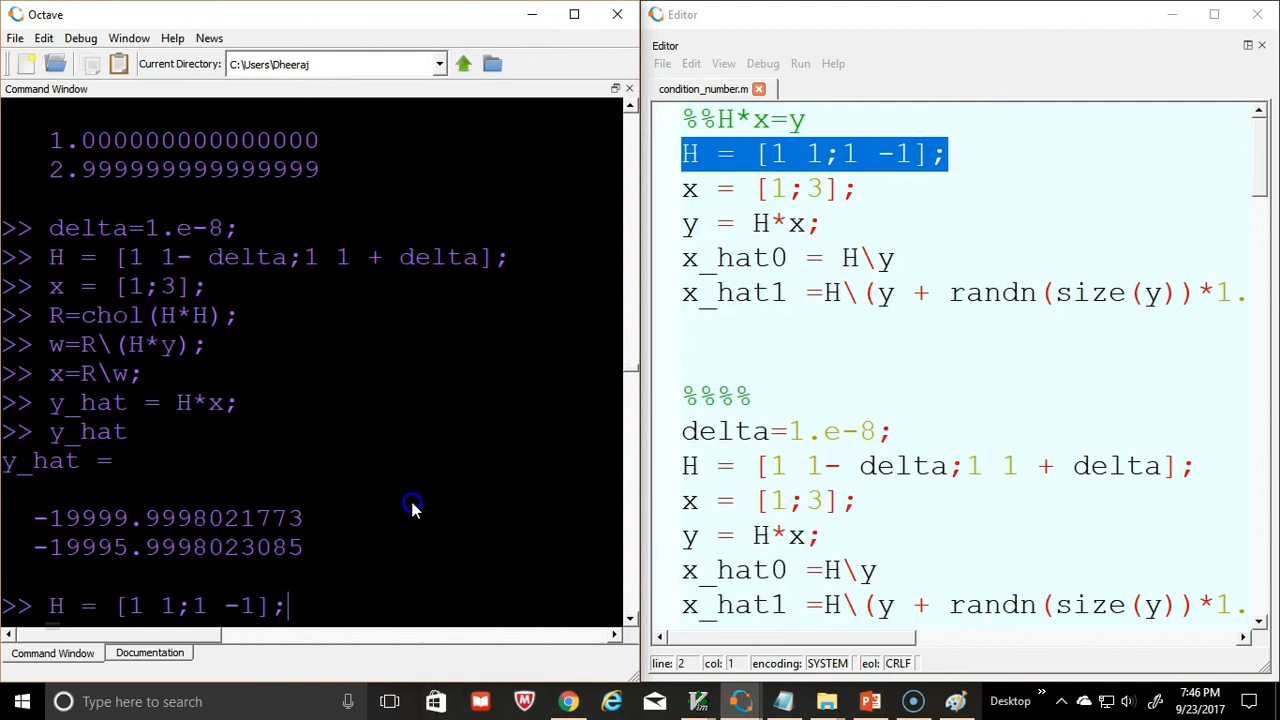 Octave
File Edit Debug Window Help News
Current Directory: C:\Users\Dheeraj
Command Window
1.000000000000000
2.999999999999999
>> delta=1.e-8;
>> H = [1 1- delta;1 1 + delta];
>> x = [1;3];
>> R=chol(H*H);
>> w=R\(H*y);
>> x=R\w;
>> y_hat = H*x;
>> y_hat
y_hat =
-19999.9998021773
-19995.9998023085
>> H = [1 1;1 -1];
Command Window Documentation
Editor
Editor
File Edit View Debug Run Help
condition_number.m
%%H*x=y
H = [1 1;1 -1];
x = [1;3];
y = H*x;
x_hat0 = H\y
x_hat1 =H\(y + randn(size(y))*1.
%%%%
delta=1.e-8;
H = [1 1- delta;1 1 + delta];
x = [1;3];
y = H*x;
x_hat0 =H\y
x_hat1 =H\(y + randn(size(y))*1.
line: 2 col: 1 encoding: SYSTEM eol: CRLF
Type here to search
Desktop
7:46 PM
9/23/2017